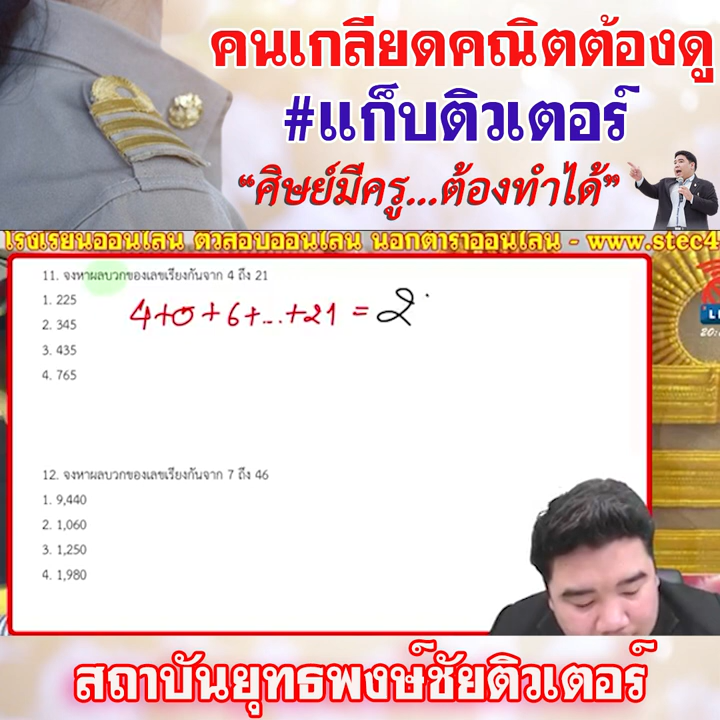 คนเกลียดคณิตต้องดู
#แก็บติวเตอร์
“ศิษย์มีครู...ต้องทำได้”
โรงเรียนออนไลน ติวสอบออนไลน นอกตำราออนไลน - www.stec4
11. จงหาผลบวกของเลขเรียงกันจาก 4 ถึง 21
1. 225
2. 345
3. 435
4. 765
4+5+6+...+21 = 2
12. จงหาผลบวกของเลขเรียงกันจาก 7 ถึง 46
1. 9,440
2. 1,060
3. 1,250
4. 1,980
สถาบันยุทธพงษ์ชัยติวเตอร์